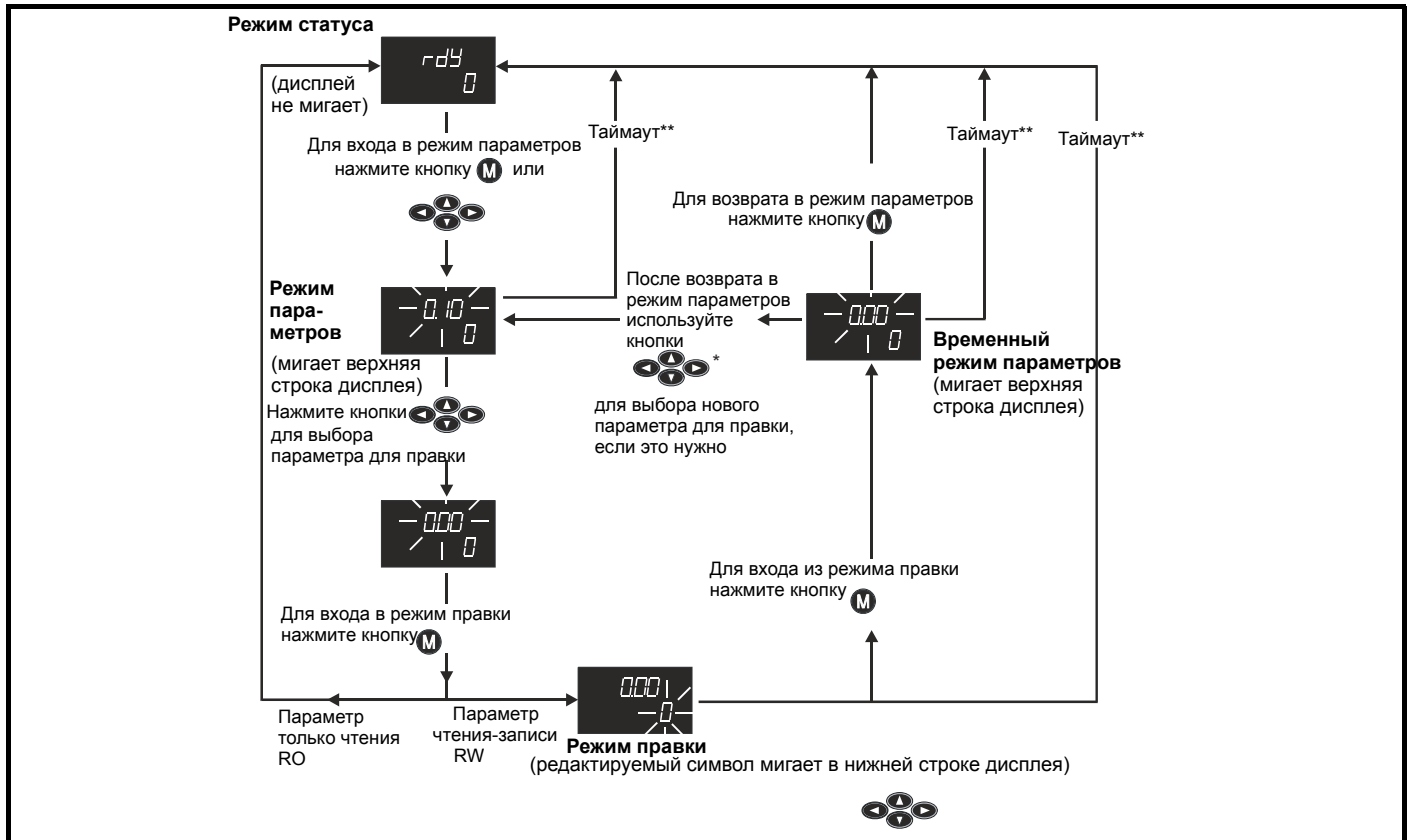 Режим статуса
rdY
0
(дисплей
не мигает)
Для входа в режим параметров
нажмите кнопку M или
Таймаут**
Таймаут**
Таймаут**
Для возврата в режим параметров
нажмите кнопку M
Режим
пара-
метров
0.10
0
(мигает верхняя
строка дисплея)
Нажмите кнопки
для выбора
параметра для правки
После возврата в
режим параметров
используйте
кнопки
*
для выбора нового
параметра для правки,
если это нужно
0.00
0
Временный
режим параметров
(мигает верхняя
строка дисплея)
0.00
0
Для входа в режим правки
нажмите кнопку M
Для входа из режима правки
нажмите кнопку M
Параметр
только чтения
RO
Параметр
чтения-записи
RW
0.00
0
Режим правки
(редактируемый символ мигает в нижней строке дисплея)